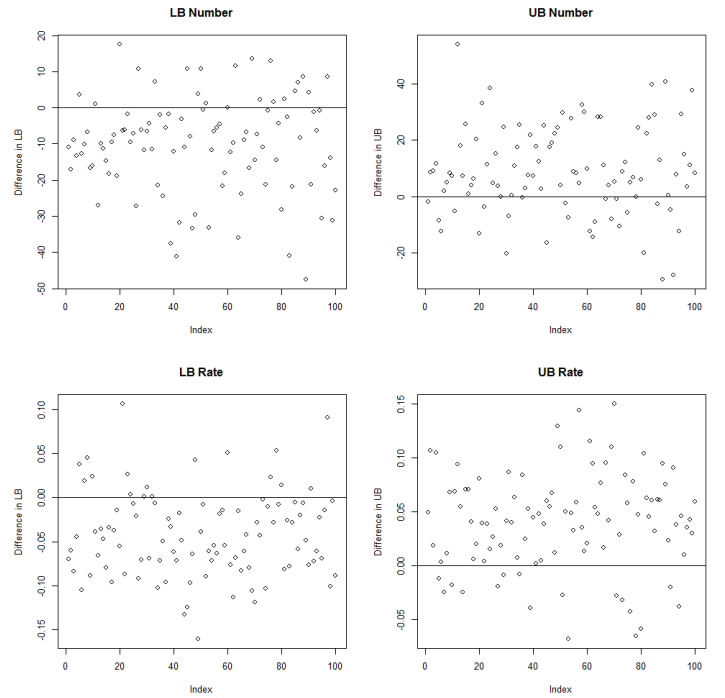 LB Number
Difference in LB
20
10
0
-10
-20
-30
-40
-50
0 20 40 60 80 100
Index
UB Number
Difference in UB
40
20
0
-20
0 20 40 60 80 100
Index
LB Rate
Difference in LB
0.10
0.05
0.00
-0.05
-0.10
-0.15
0 20 40 60 80 100
Index
UB Rate
Difference in UB
0.15
0.10
0.05
0.00
-0.05
0 20 40 60 80 100
Index